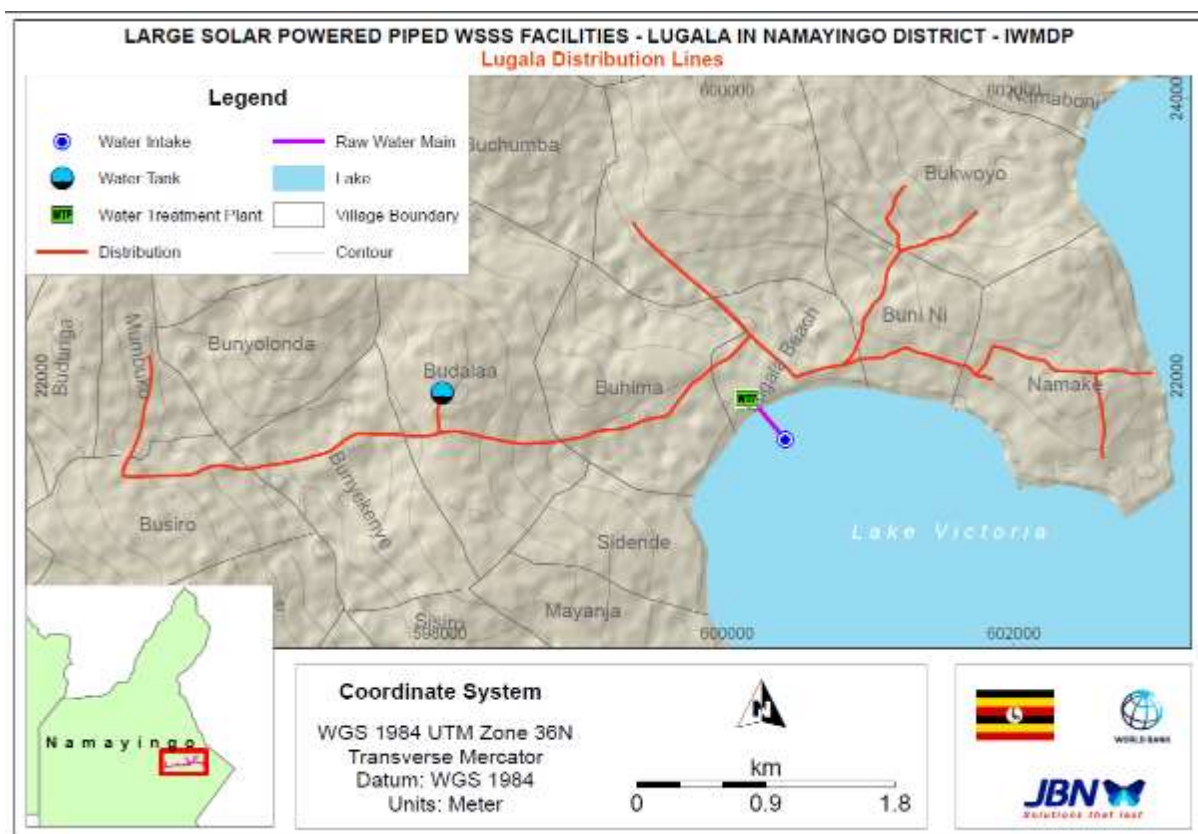 LARGE SOLAR POWERED PIPED WSSS FACILITIES - LUGALA IN NAMAYINGO DISTRICT - IWMDP
Lugala Distribution Lines
Legend
Water Intake
Raw Water Main
Water Tank
Lake
Water Treatment Plant
Village Boundary
Distribution
Contour
600000
602000
24000
Buchumba
Bukwoyo
22000
Budunga
Mumbuko
Bunyolonda
Budalaa
Buhima
WTP
Lugala Beach
Buni Ni
Namake
22000
Busiro
Bunyekenye
Sidende
Lake Victoria
Mayanja
598000
600000
602000
Namayingo
Coordinate System
WGS 1984 UTM Zone 36N
Transverse Mercator
Datum: WGS 1984
Units: Meter
N
km
0 0.9 1.8
WORLD BANK
JBN
Solutions that last